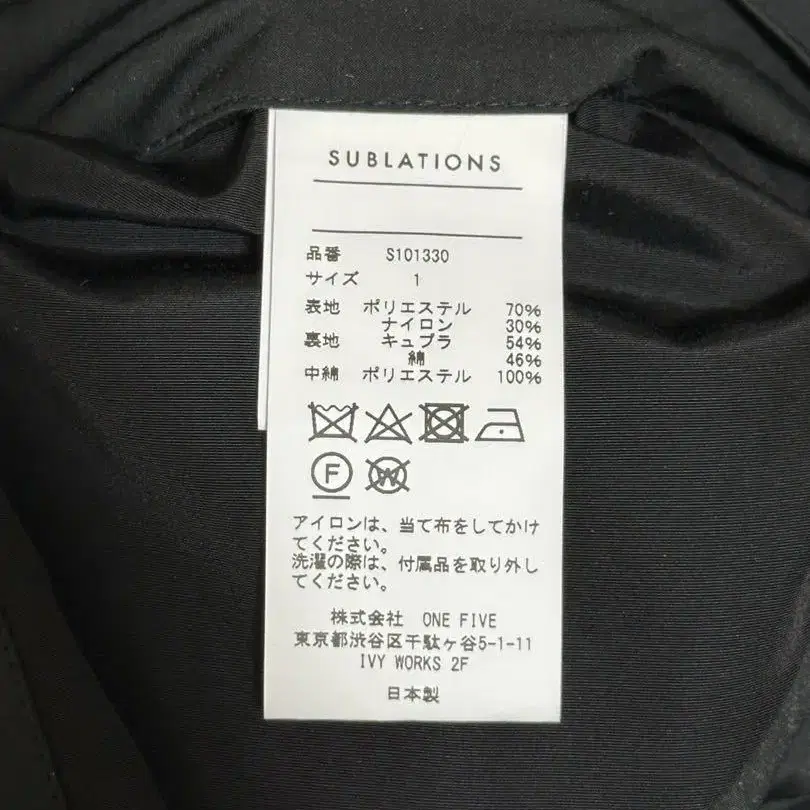 SUBLATIONS
品番 S101330
サイズ 1
表地 ポリエステル 70%
ナイロン 30%
裏地 キュプラ 54%
綿 46%
中綿 ポリエステル 100%
F W
アイロンは、当て布をしてかけ
てください。
洗濯の際は、付属品を取り外し
てください。
株式会社 ONE FIVE
東京都渋谷区千駄ヶ谷5-1-11
IVY WORKS 2F
日本製